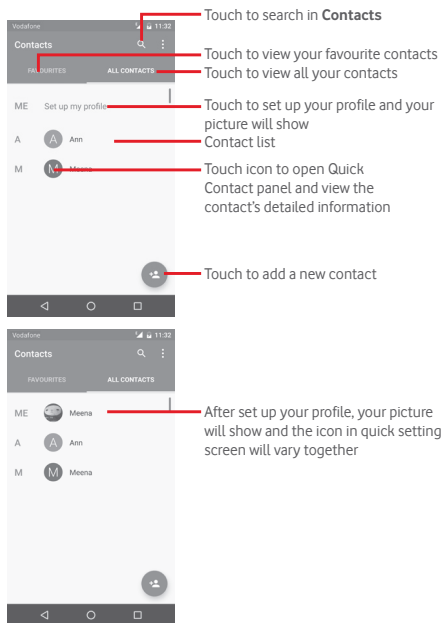 Vodafone 11:32
Touch to search in Contacts
Contacts
Touch to view your favourite contacts
FAVOURITES ALL CONTACTS
Touch to view all your contacts
ME Set up my profile
Touch to set up your profile and your
picture will show
A A Ann
Contact list
M M Meena
Touch icon to open Quick
Contact panel and view the
contact's detailed information
Touch to add a new contact
Vodafone 11:32
Contacts
FAVOURITES ALL CONTACTS
ME Meena
After set up your profile, your picture
will show and the icon in quick setting
screen will vary together
A A Ann
M M Meena